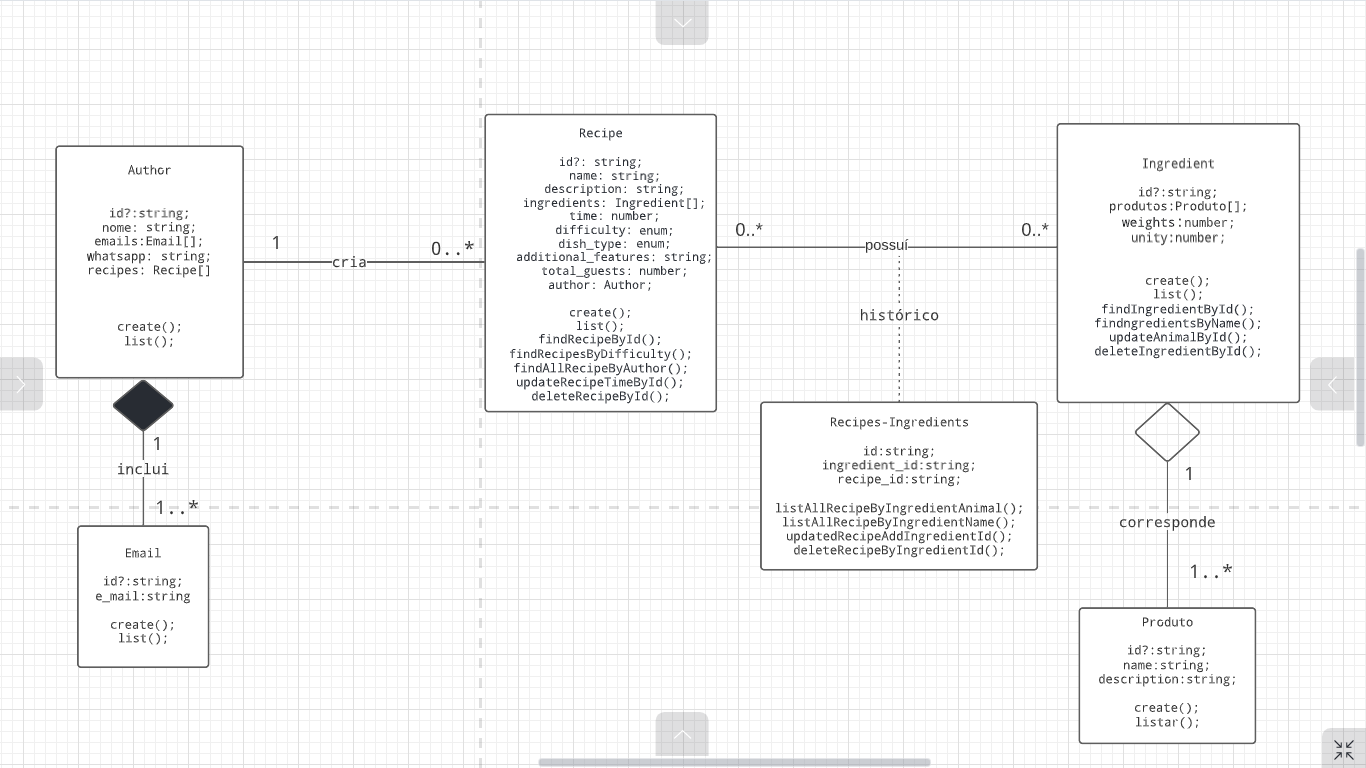 Author
id?:string;
nome: string;
emails:Email[];
whatsapp: string;
recipes: Recipe[]
create();
list();
1
cria
0..*
Recipe
id?: string;
name: string;
description: string;
ingredients: Ingredient[];
time: number;
difficulty: enum;
dish_type: enum;
additional_features: string;
total_guests: number;
author: Author;
create();
list();
findRecipeById();
findRecipesByDifficulty();
findAllRecipeByAuthor();
updateRecipeTimeById();
deleteRecipeById();
0..*
possuí
0..*
histórico
Ingredient
id?:string;
produtos:Produto[];
weights:number;
unity:number;
create();
list();
findIngredientById();
findngredientsByName();
updateAnimalById();
deleteIngredientById();
1
inclui
1..*
Email
id?:string;
e_mail:string
create();
list();
Recipes-Ingredients
id:string;
ingredient_id:string;
recipe_id:string;
listAllRecipeByIngredientAnimal();
listAllRecipeByIngredientName();
updatedRecipeAddIngredientId();
deleteRecipeByIngredientId();
1
corresponde
1..*
Produto
id?:string;
name:string;
description:string;
create();
listar();